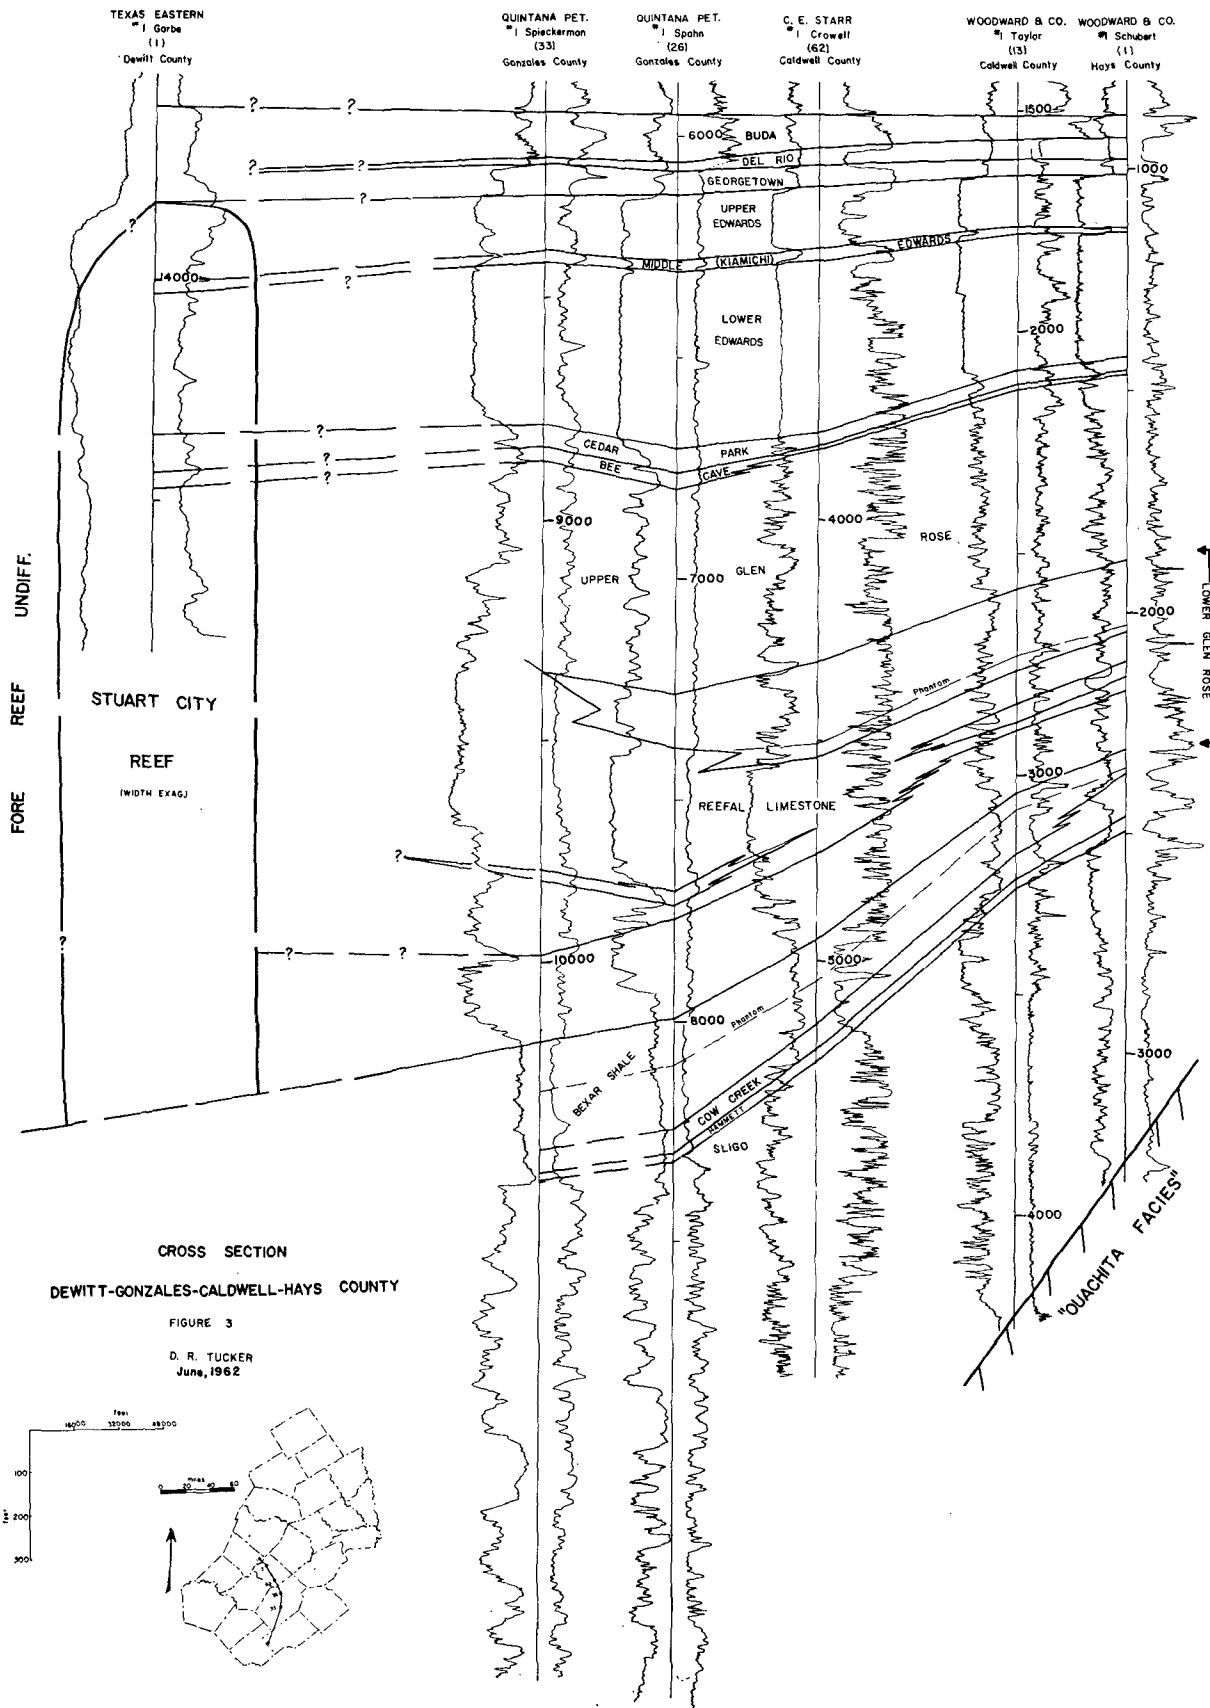 TEXAS EASTERN
#1 Gorbe
(1)
Dewitt County
QUINTANA PET.
#1 Spieckermon
(33)
Gonzales County
QUINTANA PET.
#1 Spahn
(26)
Gonzales County
C. E. STARR
#1 Crowell
(62)
Caldwell County
WOODWARD & CO.
#1 Taylor
(13)
Caldwell County
WOODWARD & CO.
#1 Schubert
(1)
Hays County
? ?
1500
6000 BUDA
? ?
DEL RIO
1000
GEORGETOWN
?
?
UPPER
EDWARDS
EDWARDS
MIDDLE (KIAMICHI)
14000
?
LOWER
EDWARDS
2000
?
CEDAR PARK
?
BEE CAVE
?
9000
4000
ROSE
UPPER
7000
GLEN
2000
LOWER GLEN ROSE
FORE REEF UNDIFF.
STUART CITY
REEF
(WIDTH EXAG.)
Phantom
3000
REEFAL LIMESTONE
?
?
? ?
10000
5000
8000
Phantom
3000
BEXAR SHALE
COW CREEK
HAMMETT
SLIGO
4000
"OUACHITA FACIES"
CROSS SECTION
DEWITT-GONZALES-CALDWELL-HAYS COUNTY
FIGURE 3
D. R. TUCKER
June, 1962
feet
16000 32000 48000
100
200
300
feet
miles
0 20 40 60